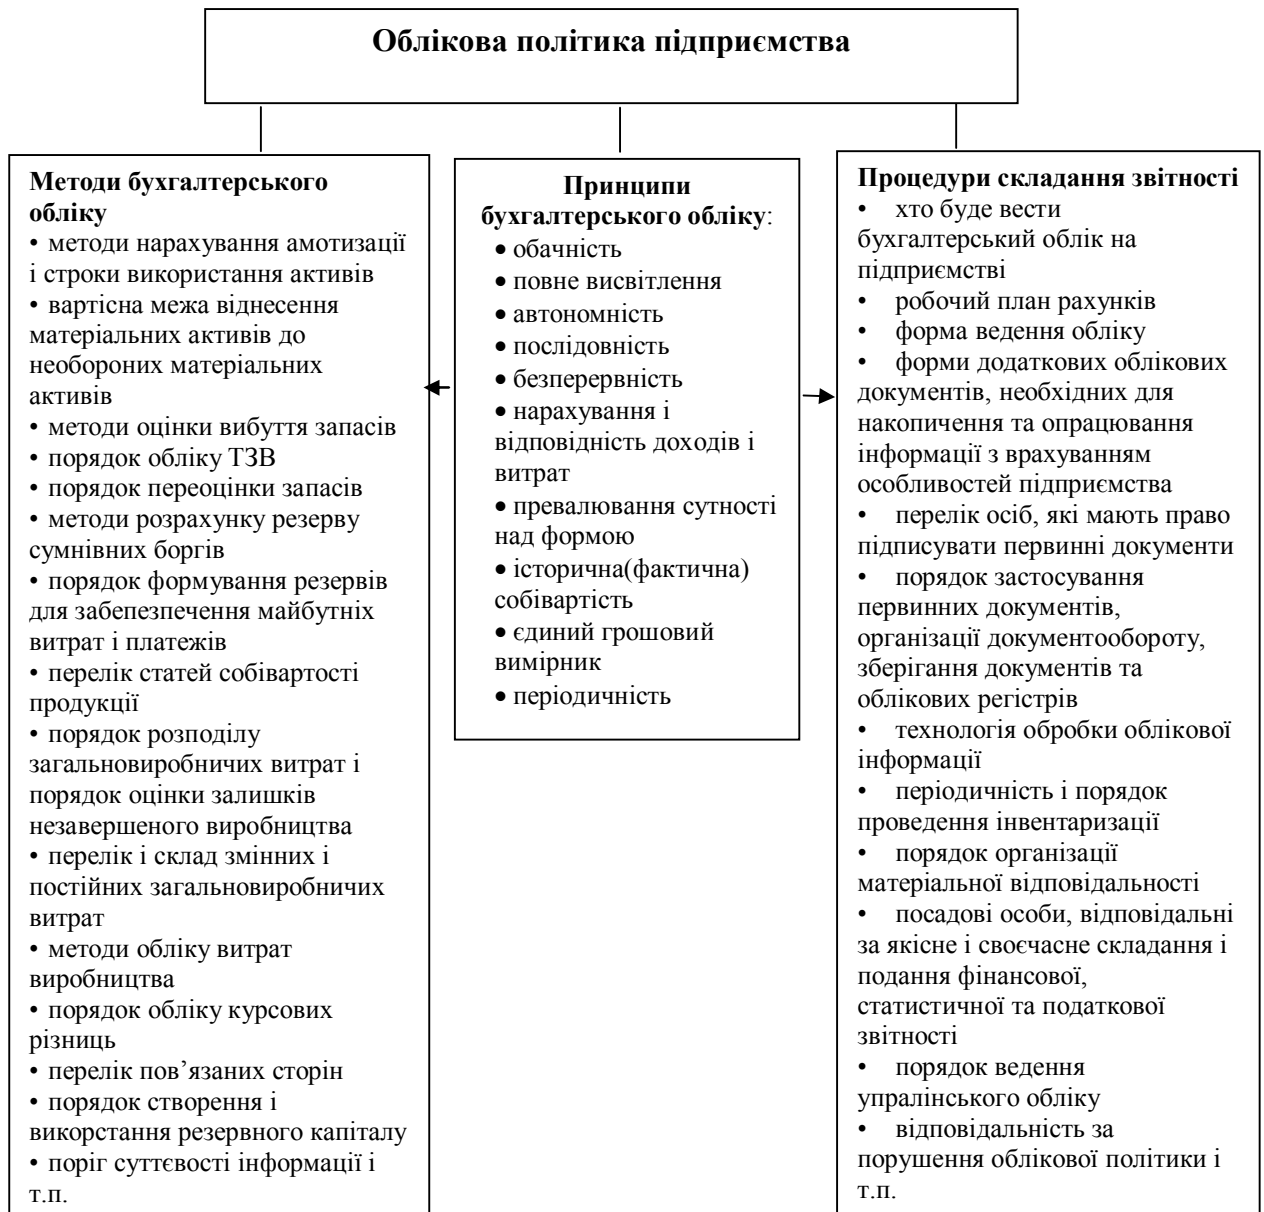 Облікова політика підприємства
Методи бухгалтерського
обліку
• методи нарахування амотизації
і строки використання активів
• вартісна межа віднесення
матеріальних активів до
необороних матеріальних
активів
• методи оцінки вибуття запасів
• порядок обліку ТЗВ
• порядок переоцінки запасів
• методи розрахунку резерву
сумнівних боргів
• порядок формування резервів
для забепезпечення майбутніх
витрат і платежів
• перелік статей собівартості
продукції
• порядок розподілу
загальновиробничих витрат і
порядок оцінки залишків
незавершеного виробництва
• перелік і склад змінних і
постійних загальновиробничих
витрат
• методи обліку витрат
виробництва
• порядок обліку курсових
різниць
• перелік пов’язаних сторін
• порядок створення і
викорстання резервного капіталу
• поріг суттєвості інформації і
т.п.
Принципи
бухгалтерського обліку:
• обачність
• повне висвітлення
• автономність
• послідовність
• безперервність
• нарахування і
відповідність доходів і
витрат
• превалювання сутності
над формою
• історична(фактична)
собівартість
• єдиний грошовий
вимірник
• періодичність
Процедури складання звітності
• хто буде вести
бухгалтерський облік на
підприємстві
• робочий план рахунків
• форма ведення обліку
• форми додаткових облікових
документів, необхідних для
накопичення та опрацювання
інформації з врахуванням
особливостей підприємства
• перелік осіб, які мають право
підписувати первинні документи
• порядок застосування
первинних документів,
організації документообороту,
зберігання документів та
облікових регістрів
• технологія обробки облікової
інформації
• періодичність і порядок
проведення інвентаризації
• порядок організації
матеріальної відповідальності
• посадові особи, відповідальні
за якісне і своєчасне складання і
подання фінансової,
статистичної та податкової
звітності
• порядок ведення
упралінського обліку
• відповідальність за
порушення облікової політики і
т.п.